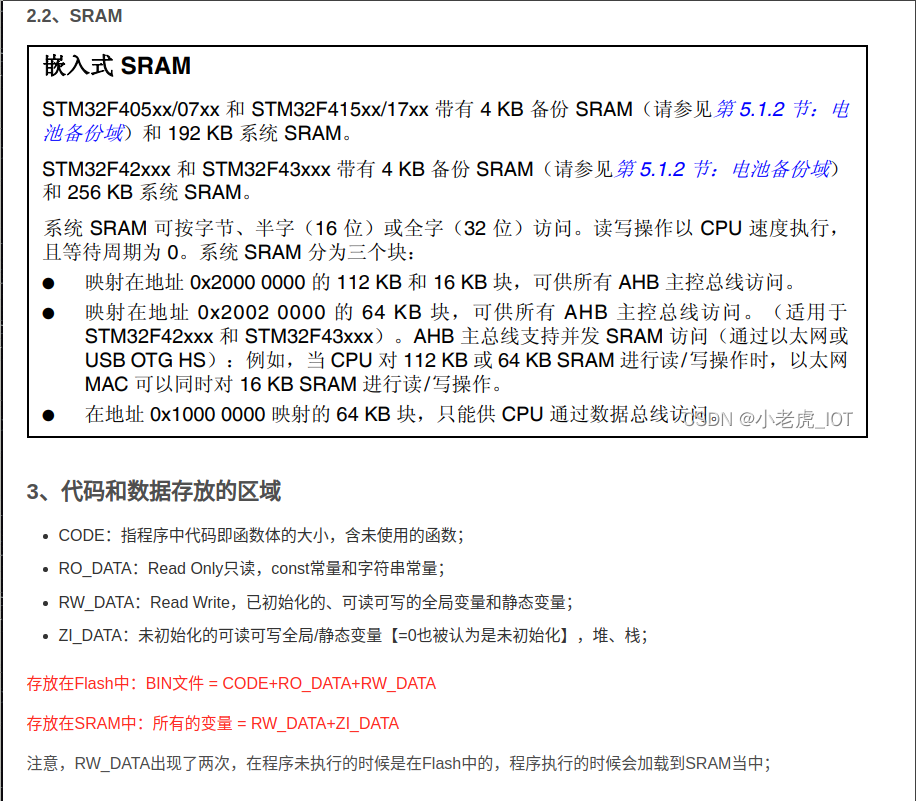 2.2、SRAM
嵌入式 SRAM
STM32F405xx/07xx 和 STM32F415xx/17xx 带有 4 KB 备份 SRAM（请参见第 5.1.2 节：电
池备份域）和 192 KB 系统 SRAM。
STM32F42xxx 和 STM32F43xxx 带有 4 KB 备份 SRAM（请参见第 5.1.2 节：电池备份域）
和 256 KB 系统 SRAM。
系统 SRAM 可按字节、半字（16 位）或全字（32 位）访问。读写操作以 CPU 速度执行，
且等待周期为 0。系统 SRAM 分为三个块：
● 映射在地址 0x2000 0000 的 112 KB 和 16 KB 块，可供所有 AHB 主控总线访问。
● 映射在地址 0x2002 0000 的 64 KB 块，可供所有 AHB 主控总线访问。（适用于
STM32F42xxx 和 STM32F43xxx）。AHB 主总线支持并发 SRAM 访问（通过以太网或
USB OTG HS）：例如，当 CPU 对 112 KB 或 64 KB SRAM 进行读/写操作时，以太网
MAC 可以同时对 16 KB SRAM 进行读/写操作。
● 在地址 0x1000 0000 映射的 64 KB 块，只能供 CPU 通过数据总线访问。
CSDN @小老虎_IOT
3、代码和数据存放的区域
• CODE：指程序中代码即函数体的大小，含未使用的函数；
• RO_DATA：Read Only只读，const常量和字符串常量；
• RW_DATA：Read Write，已初始化的、可读可写的全局变量和静态变量；
• ZI_DATA：未初始化的可读可写全局/静态变量【=0也被认为是未初始化】，堆、栈；
存放在Flash中：BIN文件 = CODE+RO_DATA+RW_DATA
存放在SRAM中：所有的变量 = RW_DATA+ZI_DATA
注意，RW_DATA出现了两次，在程序未执行的时候是在Flash中的，程序执行的时候会加载到SRAM当中；